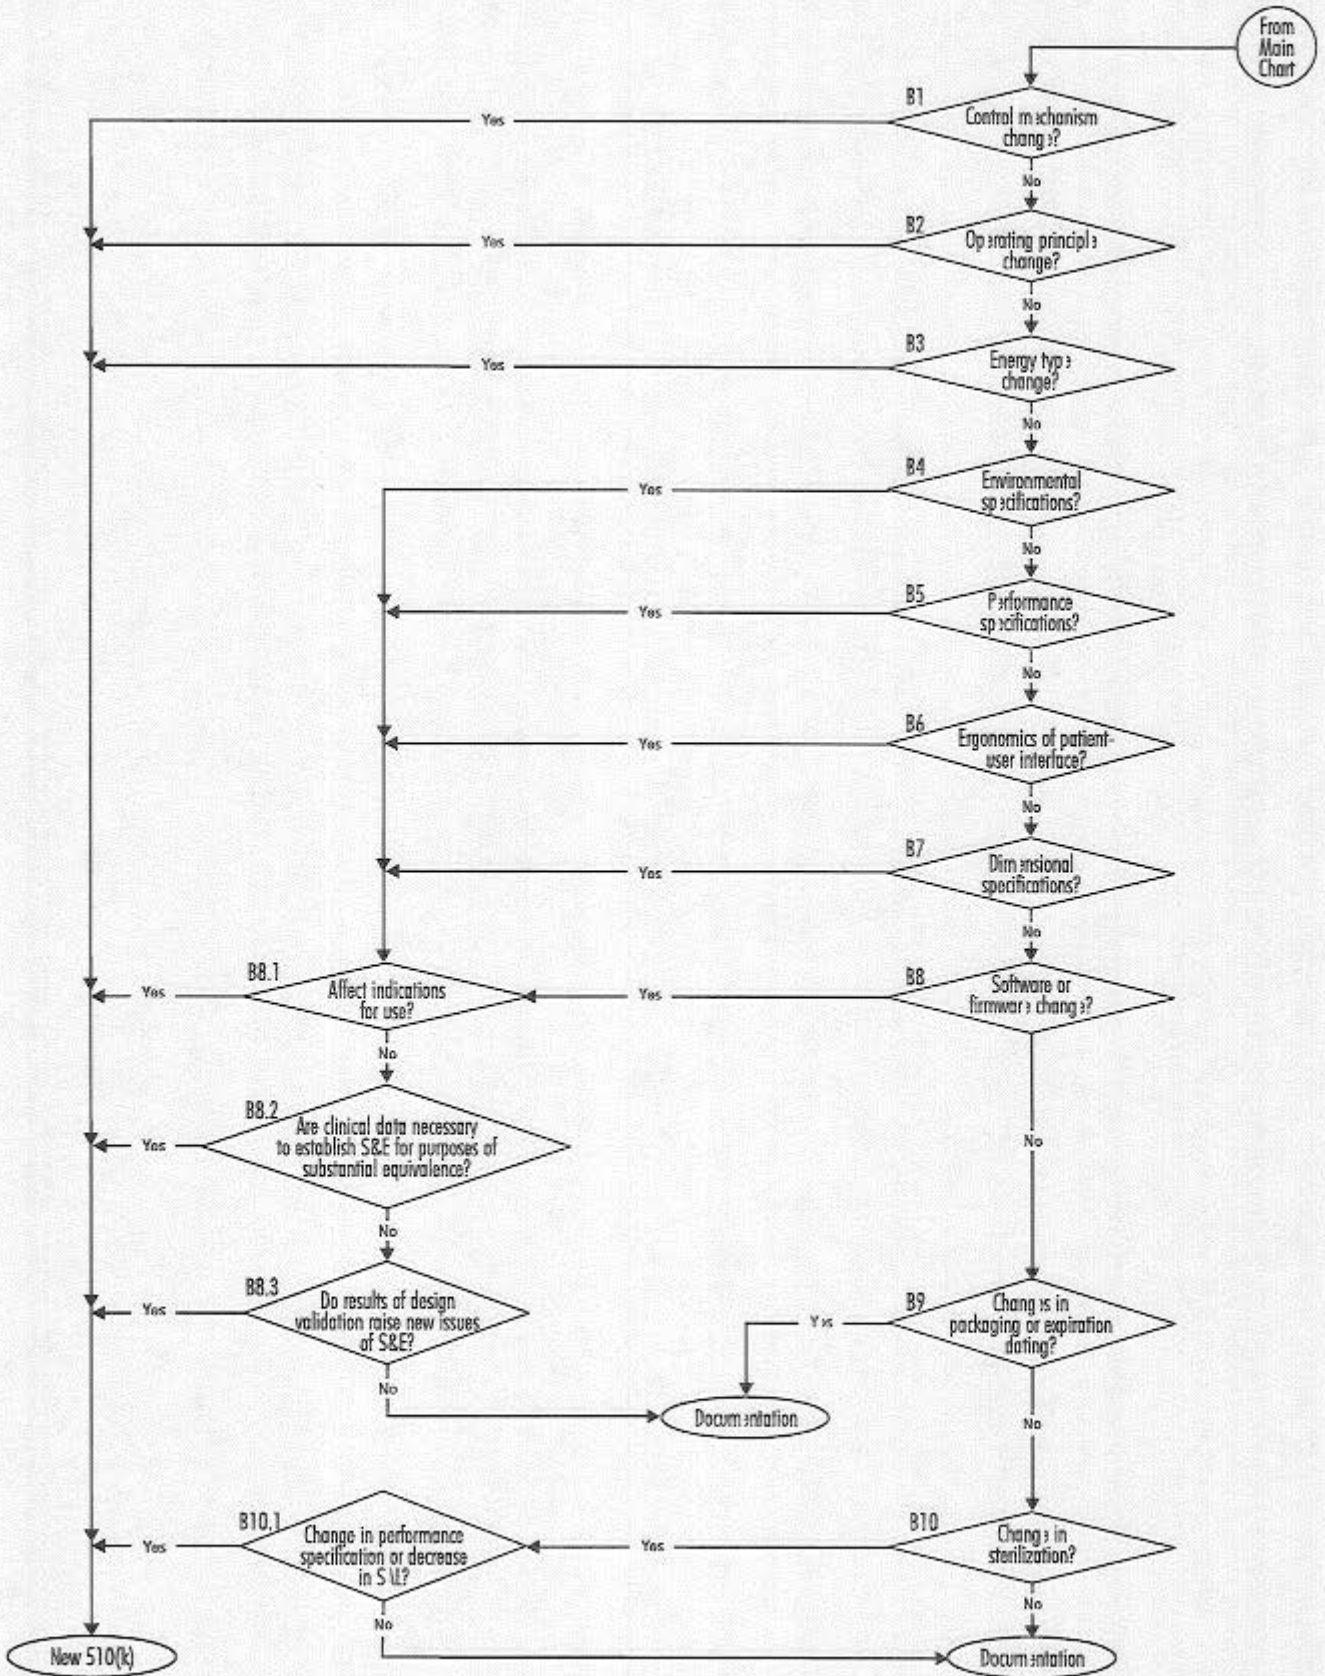 From
Main
Chart
B1
Control mechanism
change?
Yes
No
B2
Operating principle
change?
Yes
No
B3
Energy type
change?
Yes
No
B4
Environmental
specifications?
Yes
No
B5
Performance
specifications?
Yes
No
B6
Ergonomics of patient-
user interface?
Yes
No
B7
Dimensional
specifications?
Yes
No
B8.1
Affect indications
for use?
Yes
No
B8
Software or
firmware change?
Yes
No
B8.2
Are clinical data necessary
to establish S&E for purposes of
substantial equivalence?
Yes
No
B8.3
Do results of design
validation raise new issues
of S&E?
Yes
No
B9
Changes in
packaging or expiration
dating?
Yes
No
Documentation
B10.1
Change in performance
specification or decrease
in SAL?
Yes
No
B10
Change in
sterilization?
Yes
No
New 510(k)
Documentation